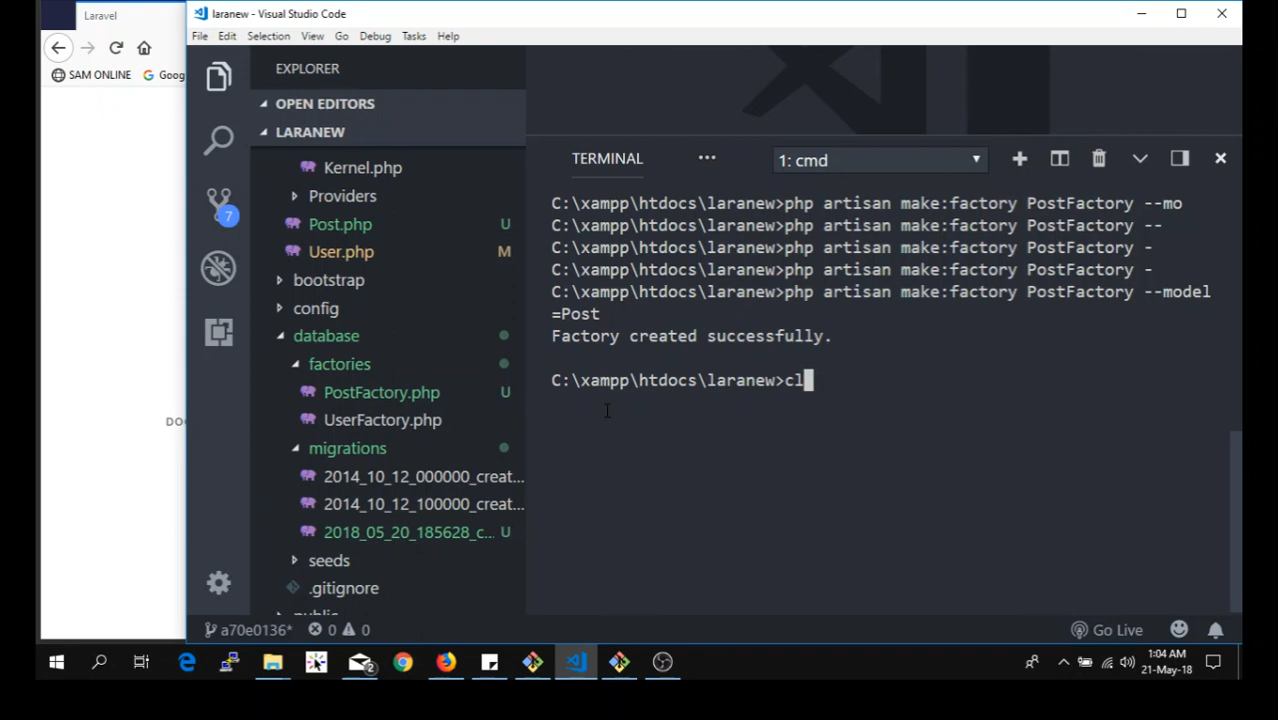 Laravel
laranew - Visual Studio Code
File Edit Selection View Go Debug Tasks Help
SAM ONLINE
Goog
EXPLORER
OPEN EDITORS
LARANEW
Kernel.php
Providers
Post.php U
User.php M
bootstrap
config
database
factories
PostFactory.php U
UserFactory.php
migrations
2014_10_12_000000_creat...
2014_10_12_100000_creat...
2018_05_20_185628_c... U
seeds
.gitignore
7
DOC
TERMINAL ... 1: cmd
C:\xampp\htdocs\laranew>php artisan make:factory PostFactory --mo
C:\xampp\htdocs\laranew>php artisan make:factory PostFactory --
C:\xampp\htdocs\laranew>php artisan make:factory PostFactory -
C:\xampp\htdocs\laranew>php artisan make:factory PostFactory -
C:\xampp\htdocs\laranew>php artisan make:factory PostFactory --model
=Post
Factory created successfully.
C:\xampp\htdocs\laranew>cl
a70e0136* 0 0
Go Live
2
1:04 AM
21-May-18